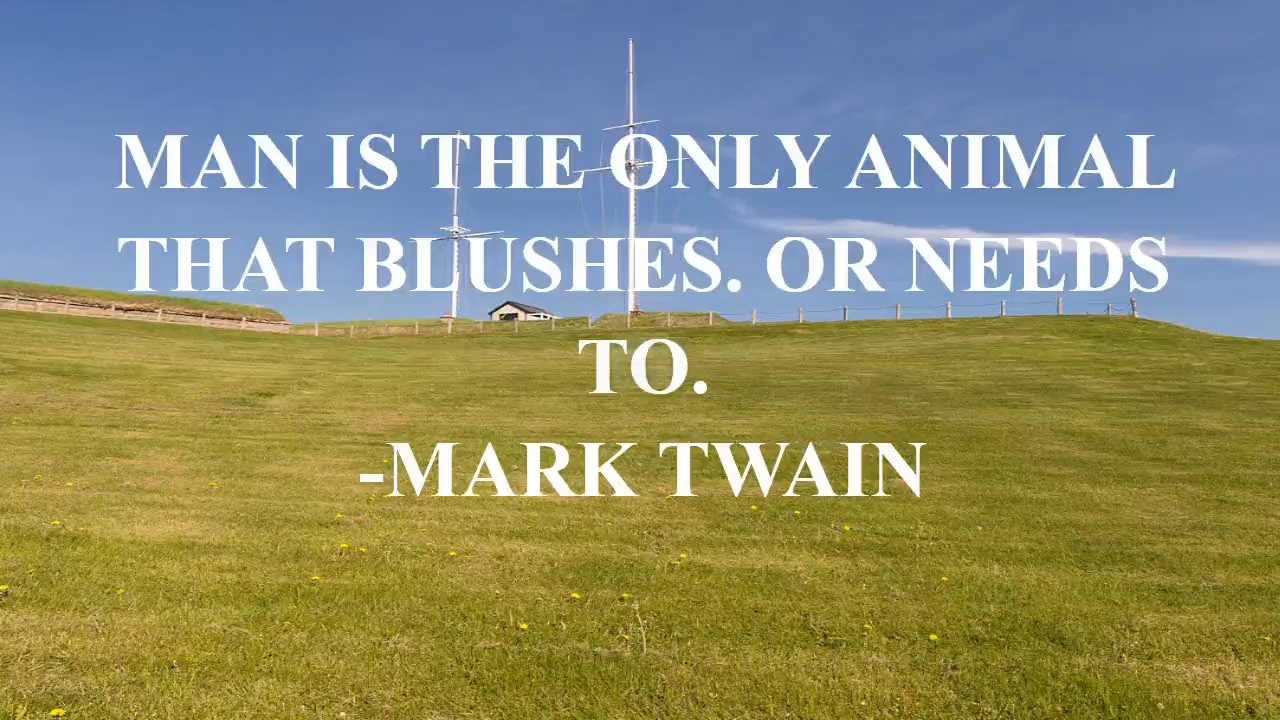 MAN IS THE ONLY ANIMAL
THAT BLUSHES. OR NEEDS
TO.
-MARK TWAIN